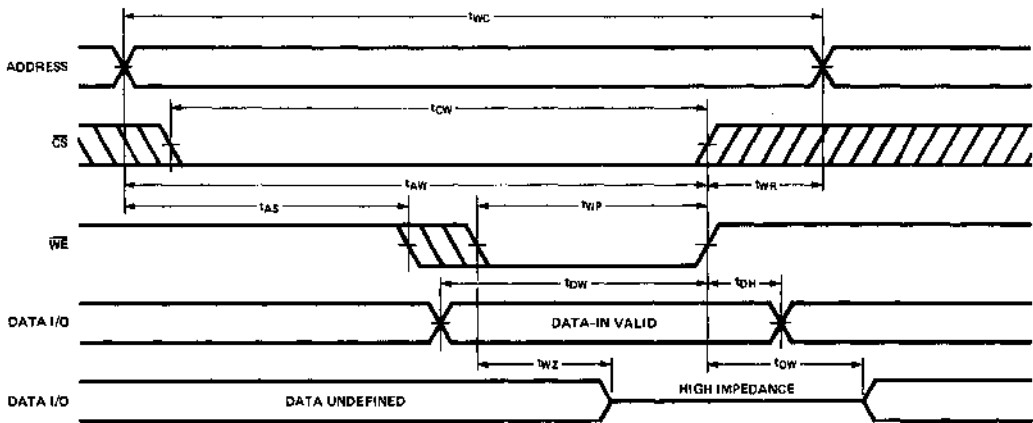 tWC
ADDRESS
tCW
CS
tAW
tWR
tAS
tWP
WE
tDW
tDH
DATA I/O
DATA-IN VALID
tWZ
tOW
HIGH IMPEDANCE
DATA I/O
DATA UNDEFINED